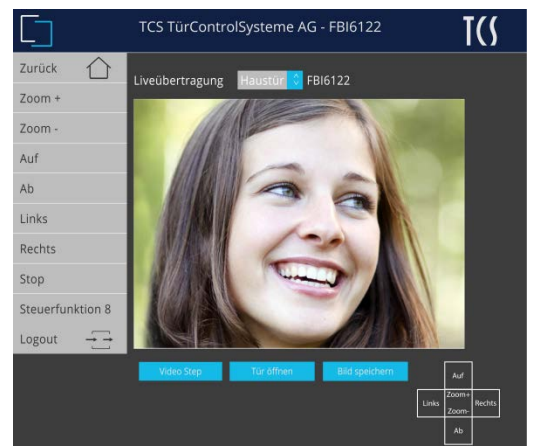 TCS TürControlSysteme AG - FBI6122
TCS
Zurück
Liveübertragung Haustür FBI6122
Zoom +
Zoom -
Auf
Ab
Links
Rechts
Stop
Steuerfunktion 8
Logout
Video Step Tür öffnen Bild speichern
Auf
Links Zoom+ Rechts
Zoom-
Ab